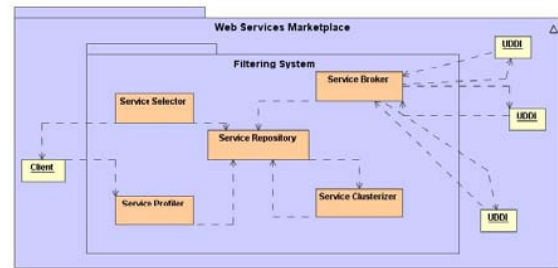 Web Services Marketplace
Filtering System
UDDI
Service Broker
Service Selector
UDDI
Service Repository
Client
Service Profiler
Service Clusterizer
UDDI